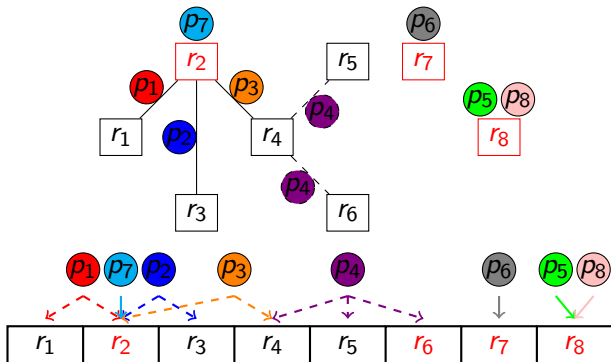 p7 p6
r2 r5 r7
p1 p3 p4 p5 p8
r1 p2 r4 r8
p4
r3 r6
p1 p7 p2 p3 p4 p6 p5 p8
r1 r2 r3 r4 r5 r6 r7 r8